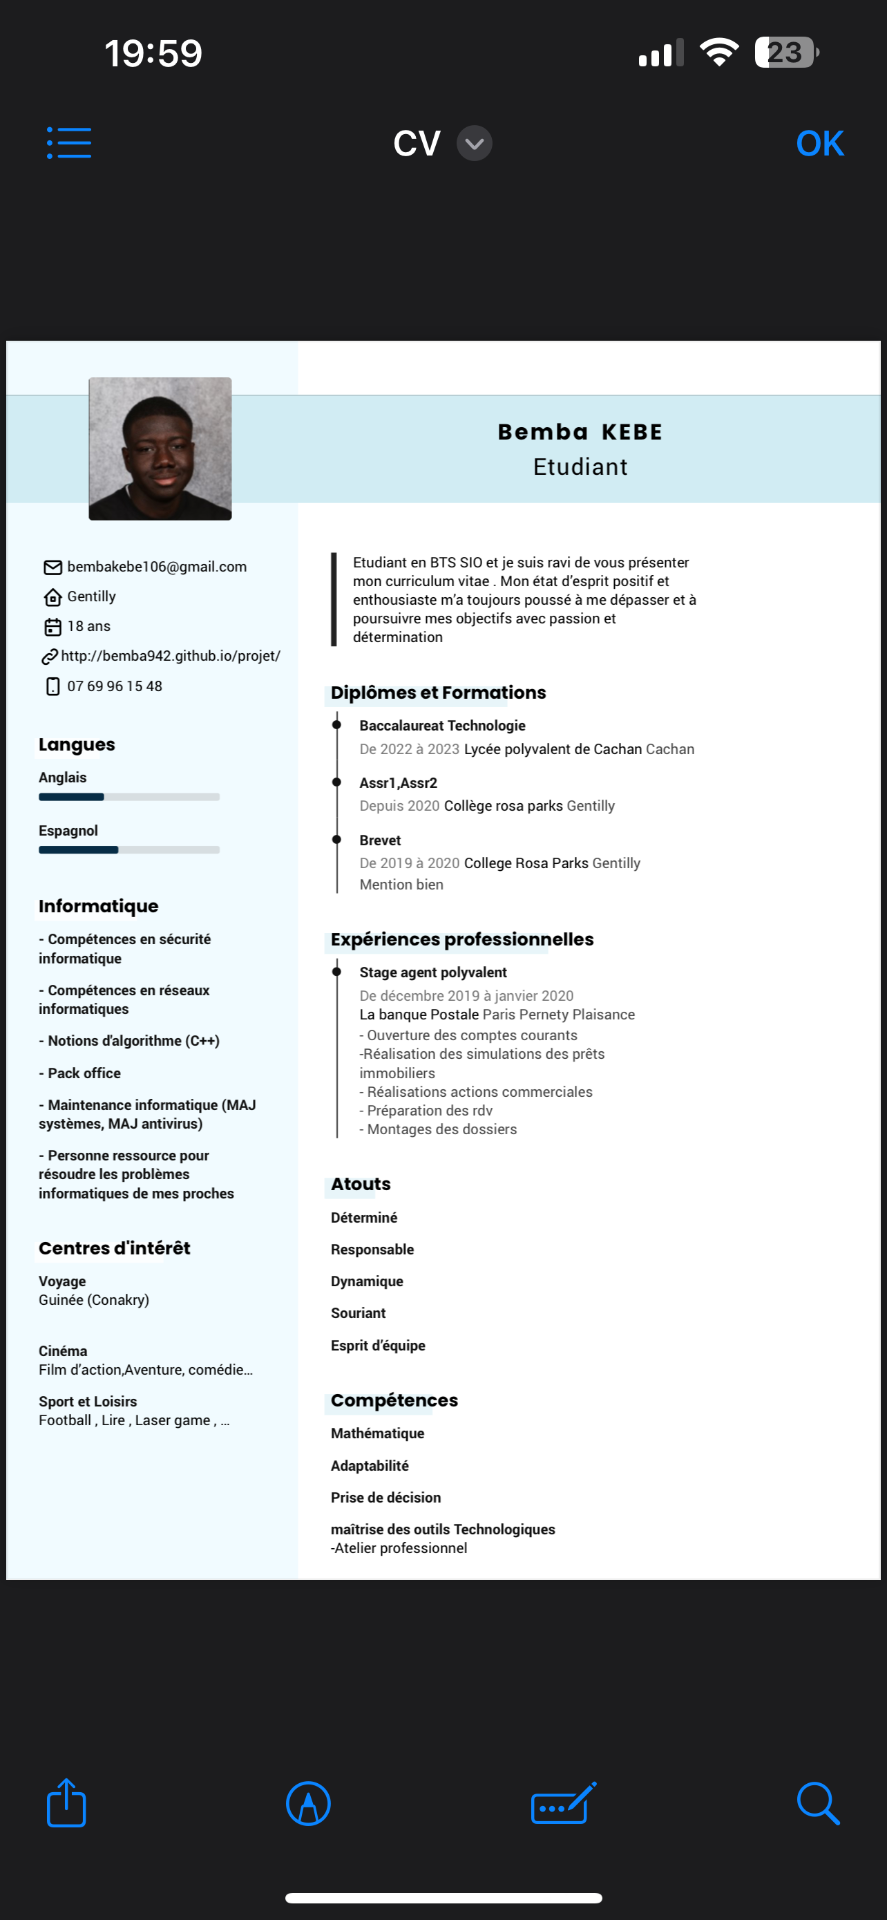 19:59
23
CV
OK
Bemba KEBE
Etudiant
bembakebe106@gmail.com
Gentilly
18 ans
http://bemba942.github.io/projet/
07 69 96 15 48
Langues
Anglais
Espagnol
Informatique
- Compétences en sécurité
informatique
- Compétences en réseaux
informatiques
- Notions d'algorithme (C++)
- Pack office
- Maintenance informatique (MAJ
systèmes, MAJ antivirus)
- Personne ressource pour
résoudre les problèmes
informatiques de mes proches
Centres d'intérêt
Voyage
Guinée (Conakry)
Cinéma
Film d'action,Aventure, comédie...
Sport et Loisirs
Football , Lire , Laser game , ...
Etudiant en BTS SIO et je suis ravi de vous présenter
mon curriculum vitae . Mon état d'esprit positif et
enthousiaste m'a toujours poussé à me dépasser et à
poursuivre mes objectifs avec passion et
détermination
Diplômes et Formations
Baccalaureat Technologie
De 2022 à 2023 Lycée polyvalent de Cachan Cachan
Assr1,Assr2
Depuis 2020 Collège rosa parks Gentilly
Brevet
De 2019 à 2020 College Rosa Parks Gentilly
Mention bien
Expériences professionnelles
Stage agent polyvalent
De décembre 2019 à janvier 2020
La banque Postale Paris Pernety Plaisance
- Ouverture des comptes courants
-Réalisation des simulations des prêts
immobiliers
- Réalisations actions commerciales
- Préparation des rdv
- Montages des dossiers
Atouts
Déterminé
Responsable
Dynamique
Souriant
Esprit d'équipe
Compétences
Mathématique
Adaptabilité
Prise de décision
maîtrise des outils Technologiques
-Atelier professionnel